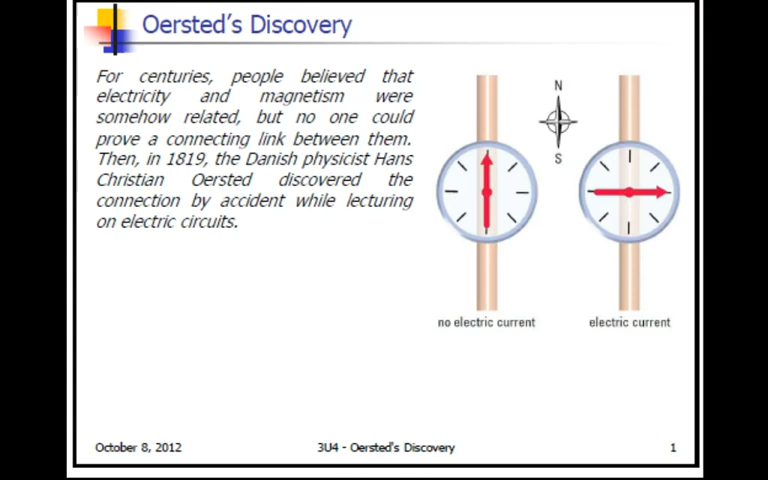 Oersted's Discovery
For centuries, people believed that
electricity and magnetism were
somehow related, but no one could
prove a connecting link between them.
Then, in 1819, the Danish physicist Hans
Christian Oersted discovered the
connection by accident while lecturing
on electric circuits.
N
S
no electric current
electric current
October 8, 2012
3U4 - Oersted's Discovery
1